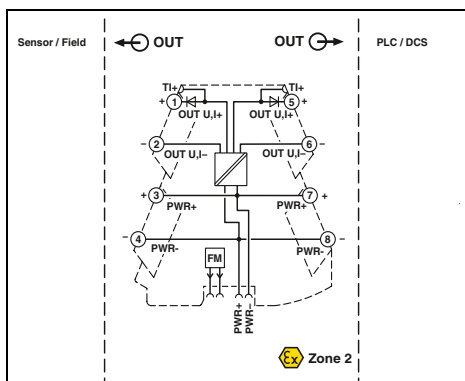 Sensor / Field
OUT
OUT
PLC / DCS
TI+
TI+
+ 1
5 +
OUT U,I+
OUT U,I+
− 2
6 −
OUT U,I−
OUT U,I−
+ 3
7 +
PWR+
PWR+
− 4
8 −
PWR-
PWR-
FM
PWR+
PWR−
Ex Zone 2